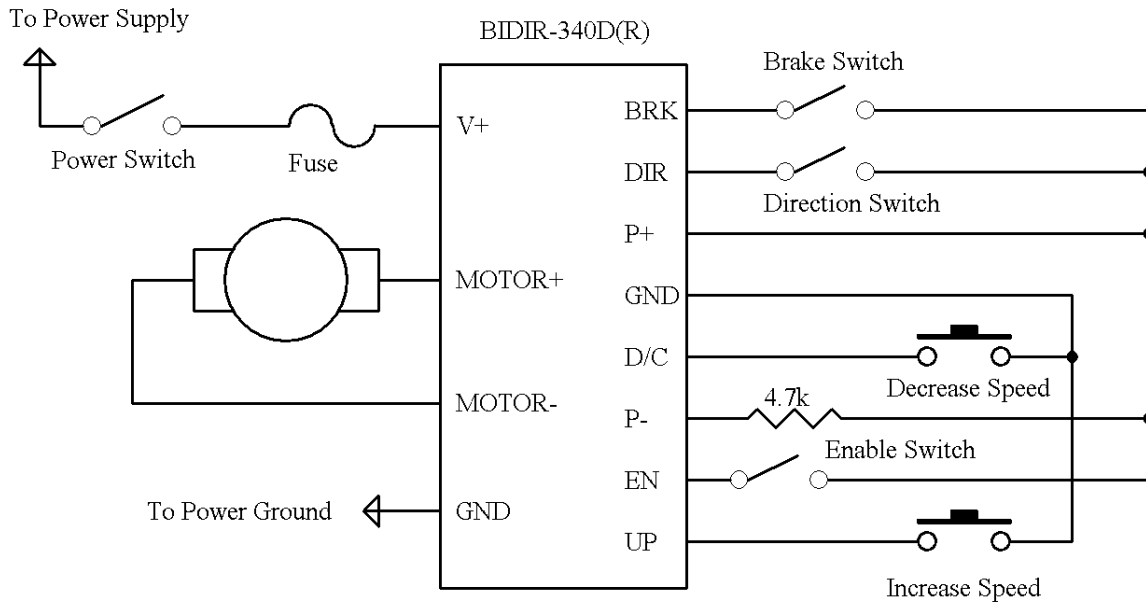 To Power Supply
BIDIR-340D(R)
Brake Switch
BRK
V+
Power Switch
Fuse
DIR
Direction Switch
P+
MOTOR+
GND
D/C
Decrease Speed
4.7k
MOTOR-
P-
Enable Switch
EN
To Power Ground
GND
UP
Increase Speed